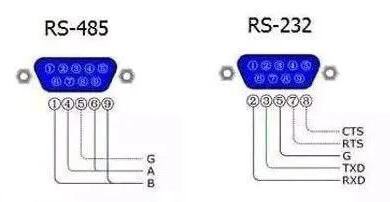 RS-485
RS-232
① ② ③ ④ ⑤
⑥ ⑦ ⑧ ⑨
① ② ③ ④ ⑤
⑥ ⑦ ⑧ ⑨
① ④ ⑤ ⑥ ⑨
② ③ ⑤ ⑦ ⑧
G
A
B
CTS
RTS
G
TXD
RXD